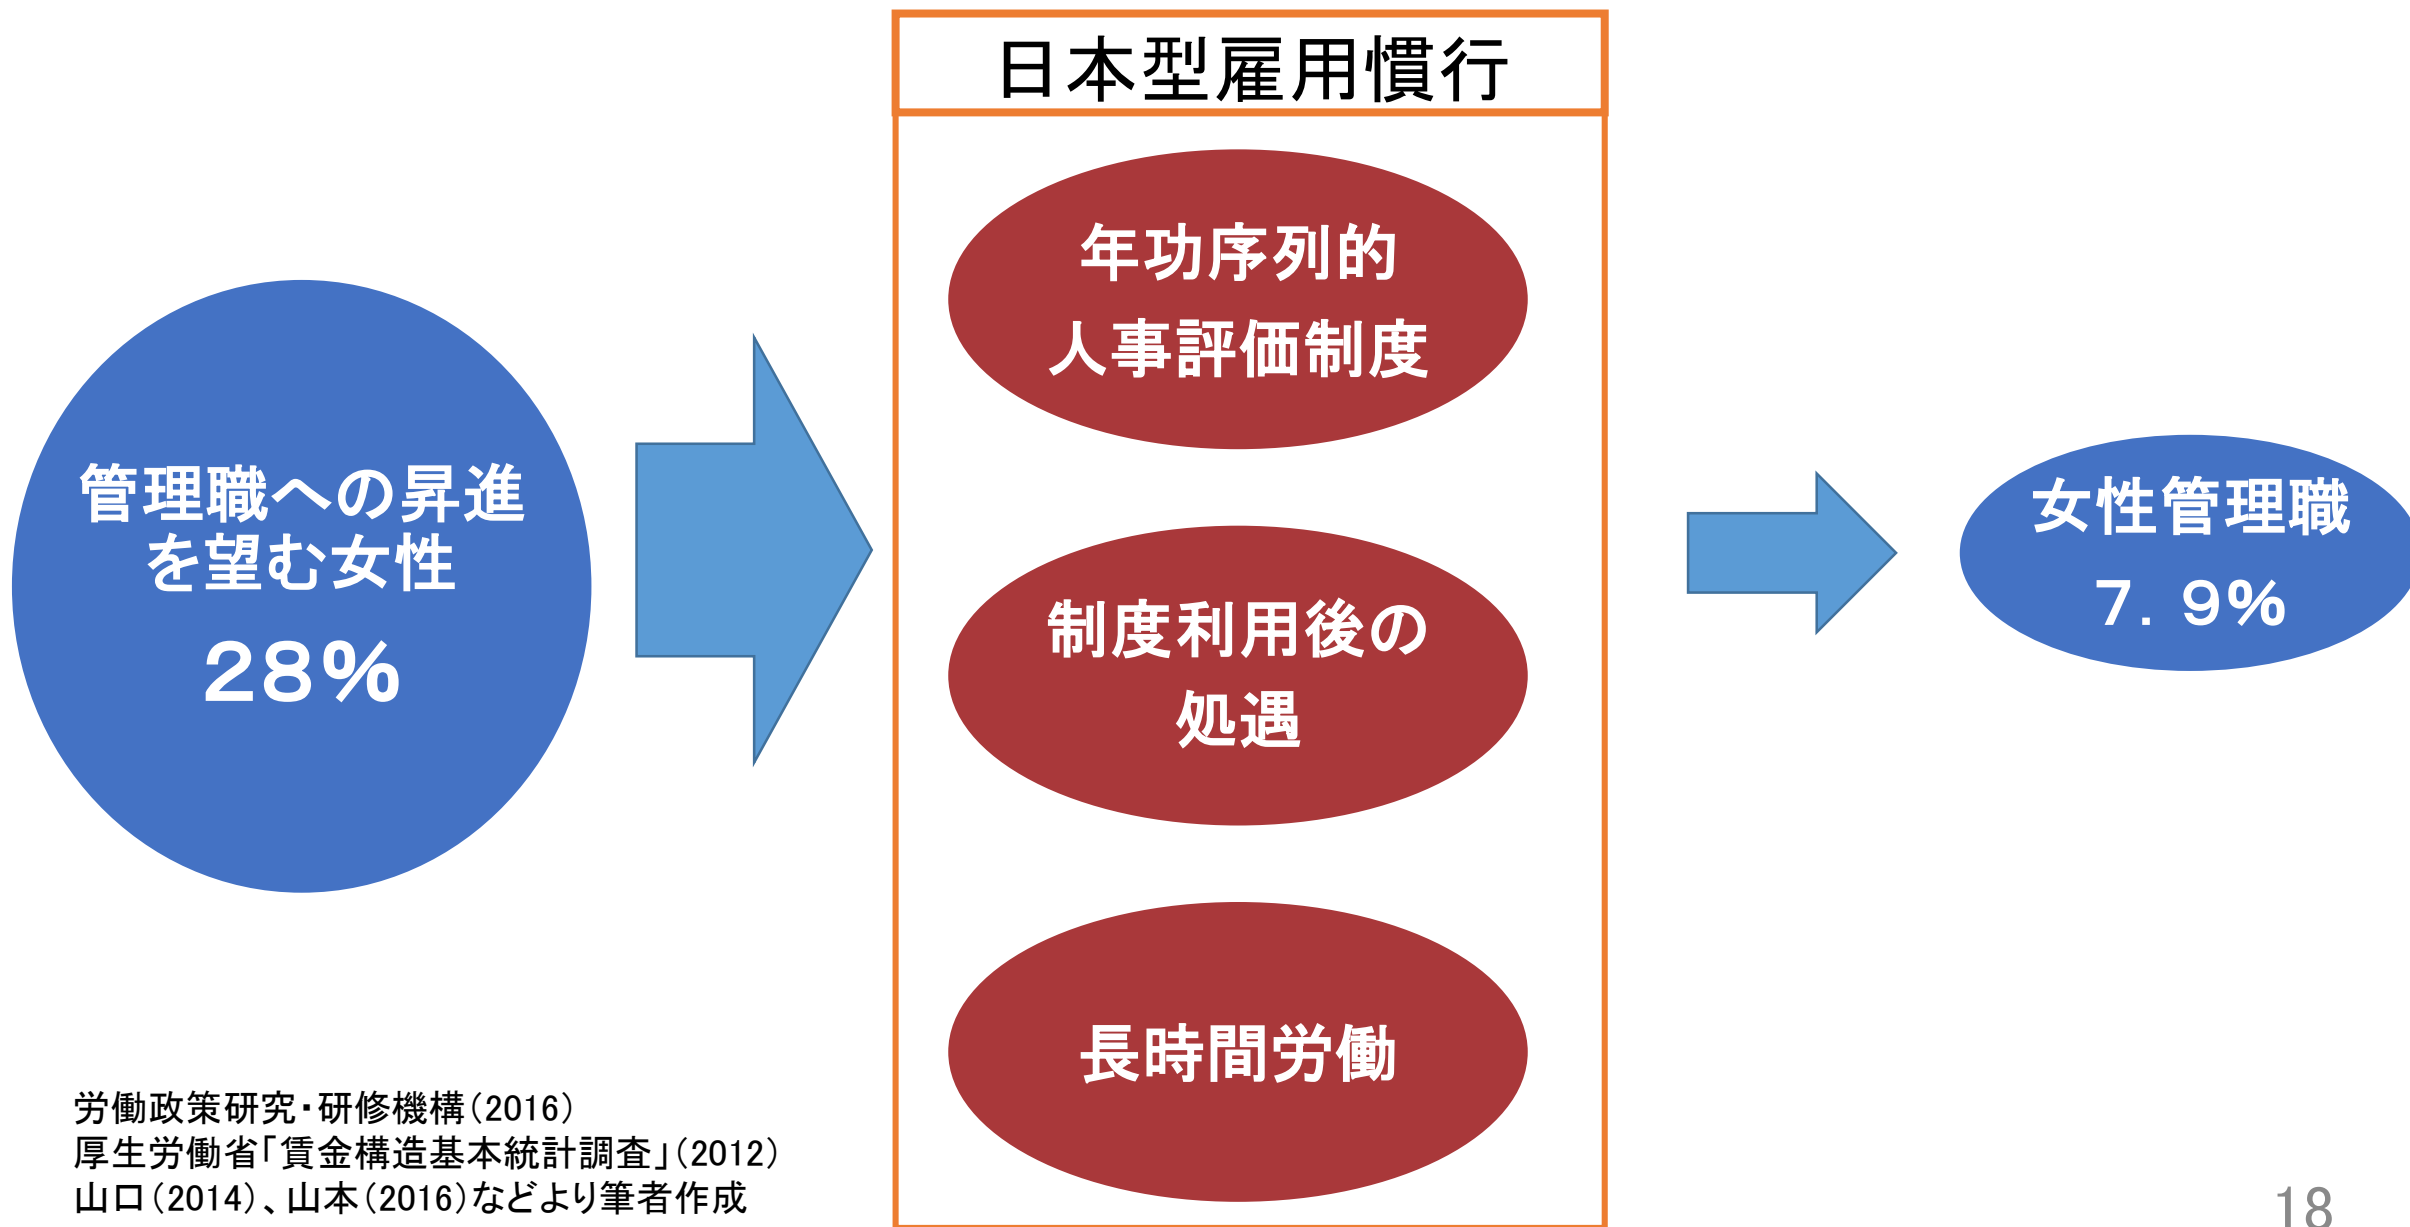 日本型雇用慣行
年功序列的
人事評価制度
管理職への昇進
を望む女性
28%
制度利用後の
処遇
女性管理職
7.9%
長時間労働
労働政策研究・研修機構(2016)
厚生労働省「賃金構造基本統計調査」(2012)
山口(2014)、山本(2016)などより筆者作成
18